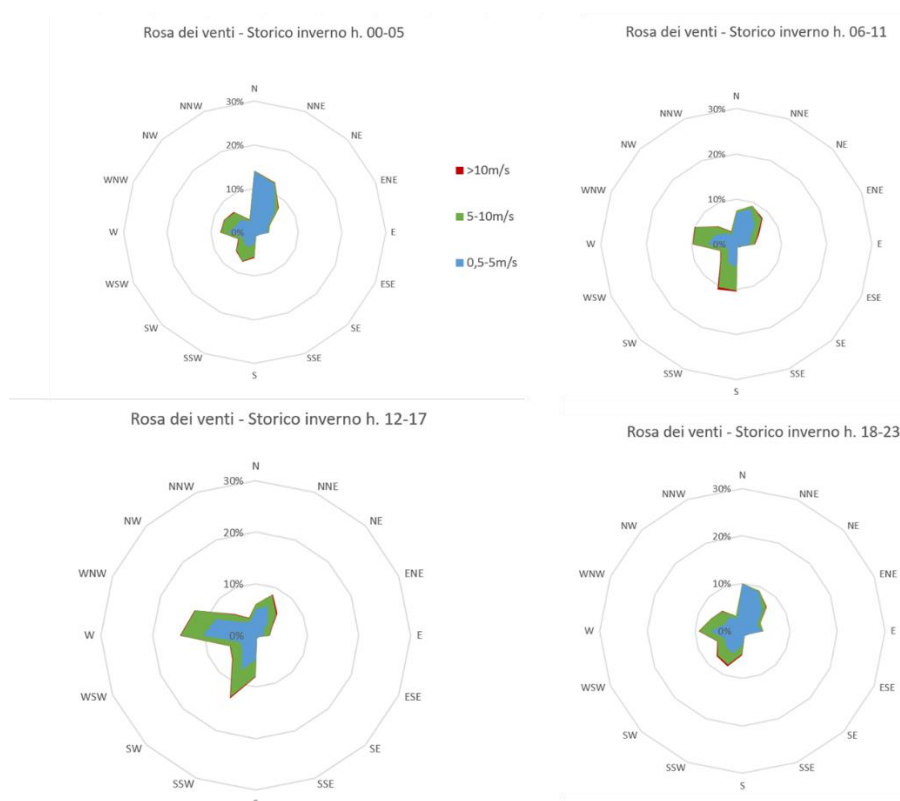 Rosa dei venti - Storico inverno h. 00-05
N
NNE
NE
ENE
E
ESE
SE
SSE
S
SSW
SW
WSW
W
WNW
NW
NNW
30%
20%
10%
0%
>10m/s
5-10m/s
0,5-5m/s
Rosa dei venti - Storico inverno h. 06-11
N
NNE
NE
ENE
E
ESE
SE
SSE
S
SSW
SW
WSW
W
WNW
NW
NNW
30%
20%
10%
0%
Rosa dei venti - Storico inverno h. 12-17
N
NNE
NE
ENE
E
ESE
SE
SSE
SSW
SW
WSW
W
WNW
NW
NNW
30%
20%
10%
0%
Rosa dei venti - Storico inverno h. 18-23
N
NNE
NE
ENE
E
ESE
SE
SSE
S
SSW
SW
WSW
W
WNW
NW
NNW
30%
20%
10%
0%